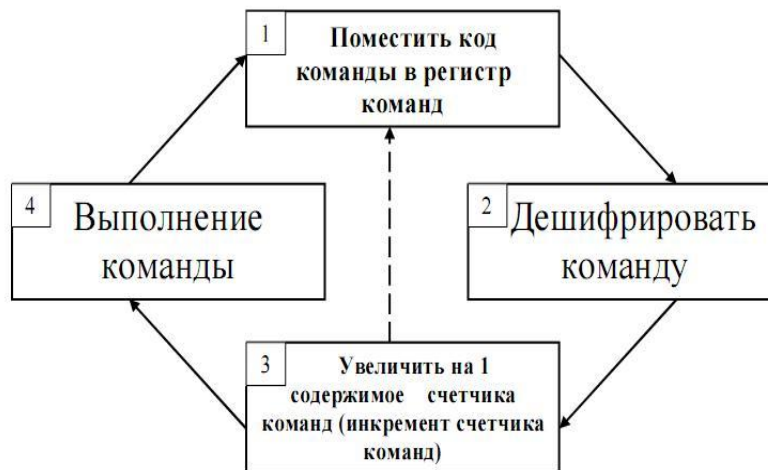 1
Поместить код
команды в регистр
команд
2
Дешифрировать
команду
3
Увеличить на 1
содержимое счетчика
команд (инкремент счетчика
команд)
4
Выполнение
команды